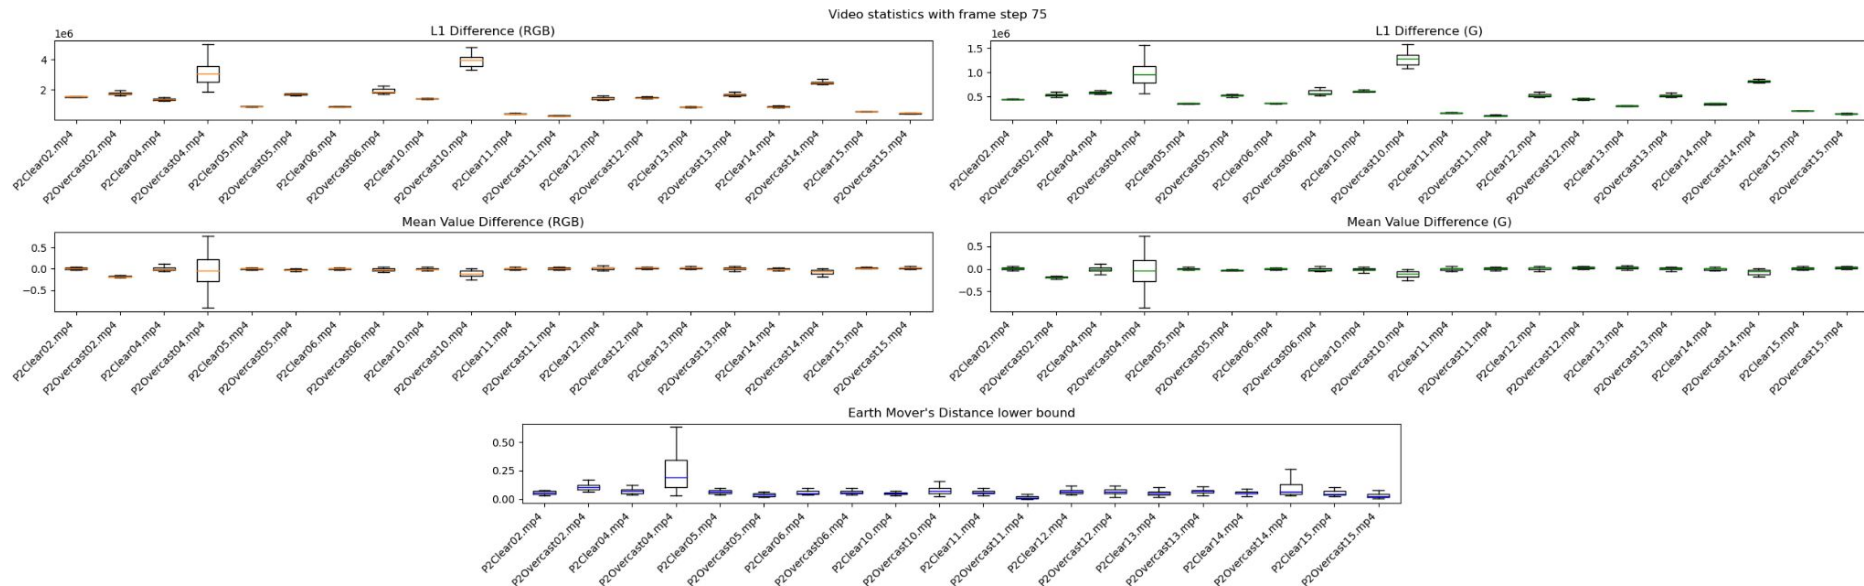 Video statistics with frame step 75
L1 Difference (RGB)
1e6
4
2
P2Clear02.mp4
P2Overcast02.mp4
P2Clear04.mp4
P2Overcast04.mp4
P2Clear05.mp4
P2Overcast05.mp4
P2Clear06.mp4
P2Overcast06.mp4
P2Clear10.mp4
P2Overcast10.mp4
P2Clear11.mp4
P2Overcast11.mp4
P2Clear12.mp4
P2Overcast12.mp4
P2Clear13.mp4
P2Overcast13.mp4
P2Clear14.mp4
P2Overcast14.mp4
P2Clear15.mp4
P2Overcast15.mp4
L1 Difference (G)
1e6
1.5
1.0
0.5
P2Clear02.mp4
P2Overcast02.mp4
P2Clear04.mp4
P2Overcast04.mp4
P2Clear05.mp4
P2Overcast05.mp4
P2Clear06.mp4
P2Overcast06.mp4
P2Clear10.mp4
P2Overcast10.mp4
P2Clear11.mp4
P2Overcast11.mp4
P2Clear12.mp4
P2Overcast12.mp4
P2Clear13.mp4
P2Overcast13.mp4
P2Clear14.mp4
P2Overcast14.mp4
P2Clear15.mp4
P2Overcast15.mp4
Mean Value Difference (RGB)
0.5
0.0
−0.5
P2Clear02.mp4
P2Overcast02.mp4
P2Clear04.mp4
P2Overcast04.mp4
P2Clear05.mp4
P2Overcast05.mp4
P2Clear06.mp4
P2Overcast06.mp4
P2Clear10.mp4
P2Overcast10.mp4
P2Clear11.mp4
P2Overcast11.mp4
P2Clear12.mp4
P2Overcast12.mp4
P2Clear13.mp4
P2Overcast13.mp4
P2Clear14.mp4
P2Overcast14.mp4
P2Clear15.mp4
P2Overcast15.mp4
Mean Value Difference (G)
0.5
0.0
−0.5
P2Clear02.mp4
P2Overcast02.mp4
P2Clear04.mp4
P2Overcast04.mp4
P2Clear05.mp4
P2Overcast05.mp4
P2Clear06.mp4
P2Overcast06.mp4
P2Clear10.mp4
P2Overcast10.mp4
P2Clear11.mp4
P2Overcast11.mp4
P2Clear12.mp4
P2Overcast12.mp4
P2Clear13.mp4
P2Overcast13.mp4
P2Clear14.mp4
P2Overcast14.mp4
P2Clear15.mp4
P2Overcast15.mp4
Earth Mover's Distance lower bound
0.50
0.25
0.00
P2Clear02.mp4
P2Overcast02.mp4
P2Clear04.mp4
P2Overcast04.mp4
P2Clear05.mp4
P2Overcast05.mp4
P2Clear06.mp4
P2Overcast06.mp4
P2Clear10.mp4
P2Overcast10.mp4
P2Clear11.mp4
P2Overcast11.mp4
P2Clear12.mp4
P2Overcast12.mp4
P2Clear13.mp4
P2Overcast13.mp4
P2Clear14.mp4
P2Overcast14.mp4
P2Clear15.mp4
P2Overcast15.mp4